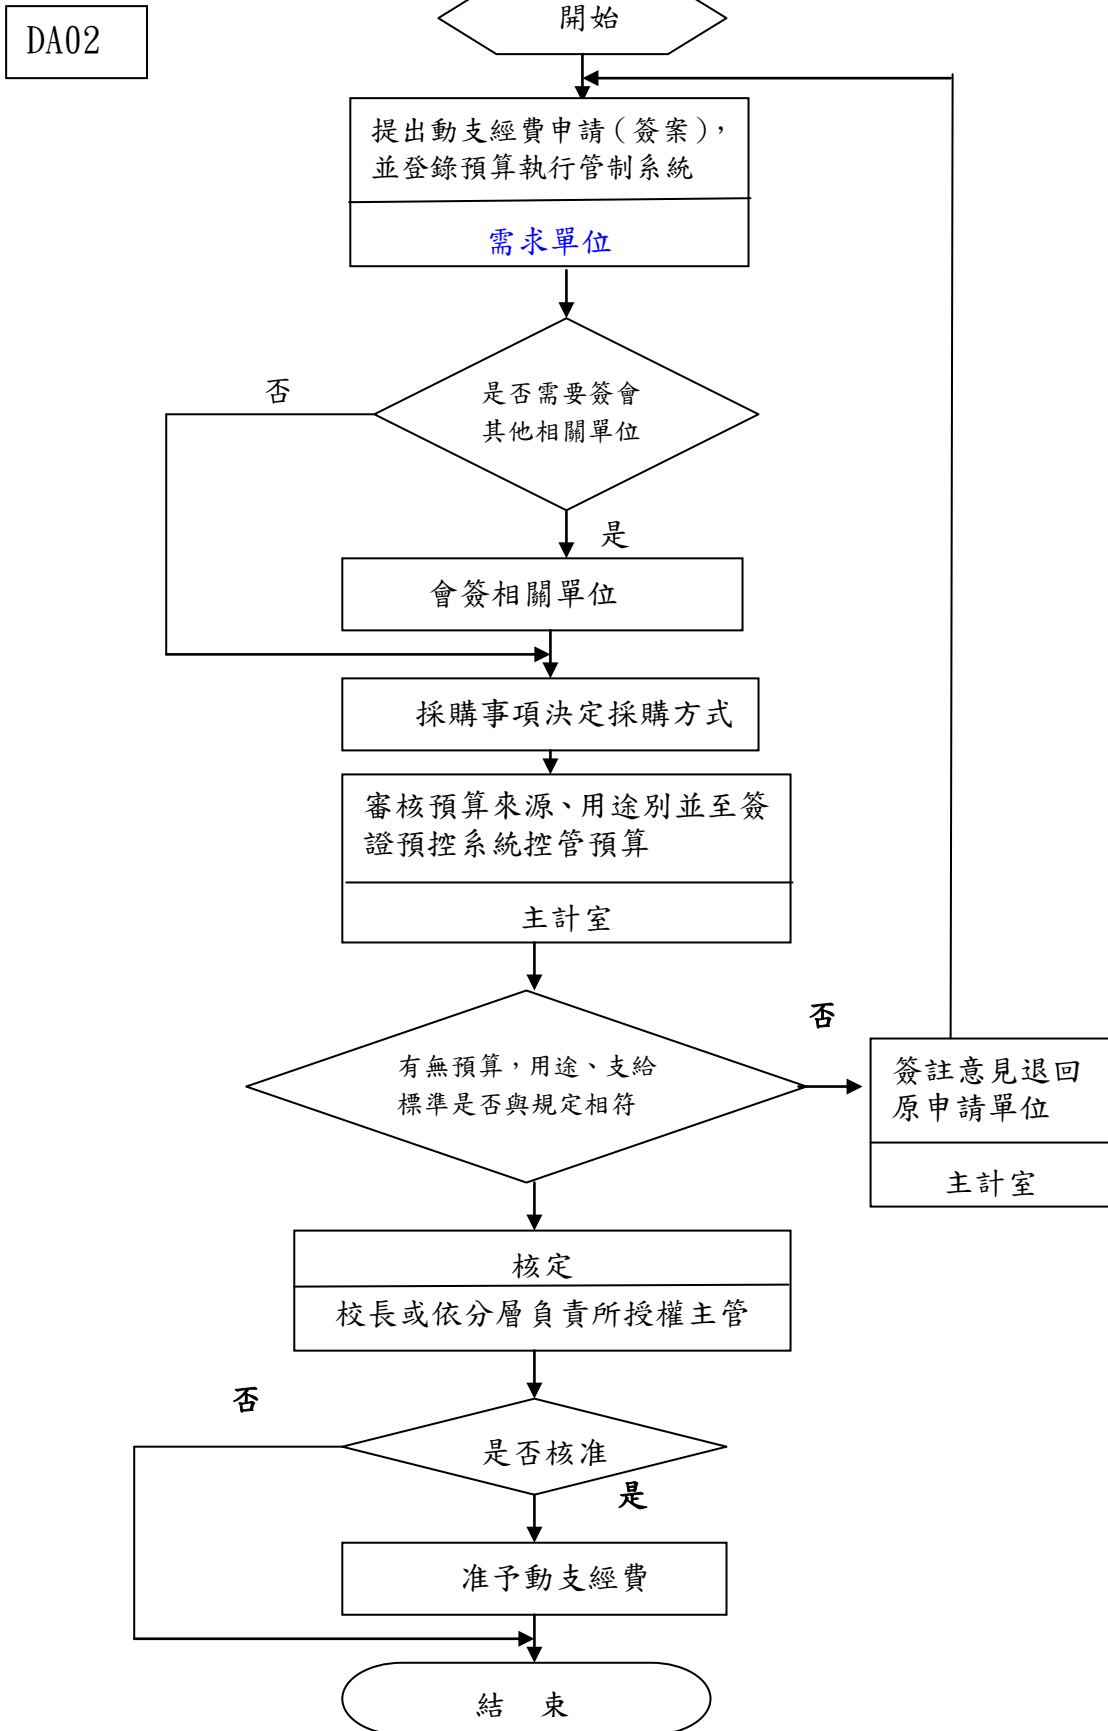 DA02
開始
提出動支經費申請(簽案),
並登錄預算執行管制系統
需求單位
否
是否需要簽會
其他相關單位
是
會簽相關單位
採購事項決定採購方式
審核預算來源、用途別並至簽
證預控系統控管預算
主計室
否
有無預算,用途、支給
標準是否與規定相符
簽註意見退回
原申請單位
主計室
核定
校長或依分層負責所授權主管
否
是否核准
是
准予動支經費
結 束